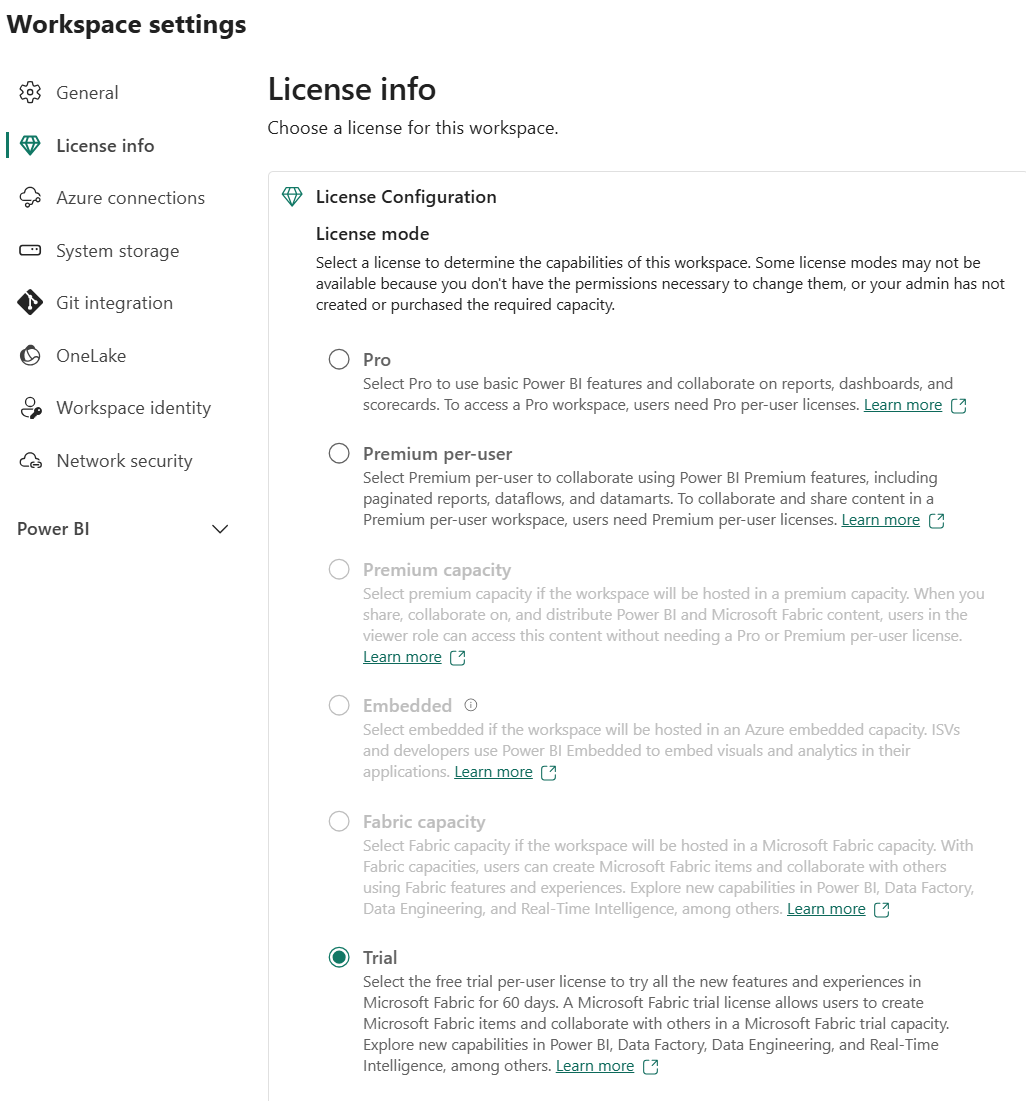 Workspace settings
General
License info
Azure connections
System storage
Git integration
OneLake
Workspace identity
Network security
Power BI
License info
Choose a license for this workspace.
License Configuration
License mode
Select a license to determine the capabilities of this workspace. Some license modes may not be
available because you don't have the permissions necessary to change them, or your admin has not
created or purchased the required capacity.
Pro
Select Pro to use basic Power BI features and collaborate on reports, dashboards, and
scorecards. To access a Pro workspace, users need Pro per-user licenses. Learn more
Premium per-user
Select Premium per-user to collaborate using Power BI Premium features, including
paginated reports, dataflows, and datamarts. To collaborate and share content in a
Premium per-user workspace, users need Premium per-user licenses. Learn more
Premium capacity
Select premium capacity if the workspace will be hosted in a premium capacity. When you
share, collaborate on, and distribute Power BI and Microsoft Fabric content, users in the
viewer role can access this content without needing a Pro or Premium per-user license.
Learn more
Embedded
Select embedded if the workspace will be hosted in an Azure embedded capacity. ISVs
and developers use Power BI Embedded to embed visuals and analytics in their
applications. Learn more
Fabric capacity
Select Fabric capacity if the workspace will be hosted in a Microsoft Fabric capacity. With
Fabric capacities, users can create Microsoft Fabric items and collaborate with others
using Fabric features and experiences. Explore new capabilities in Power BI, Data Factory,
Data Engineering, and Real-Time Intelligence, among others. Learn more
Trial
Select the free trial per-user license to try all the new features and experiences in
Microsoft Fabric for 60 days. A Microsoft Fabric trial license allows users to create
Microsoft Fabric items and collaborate with others in a Microsoft Fabric trial capacity.
Explore new capabilities in Power BI, Data Factory, Data Engineering, and Real-Time
Intelligence, among others. Learn more